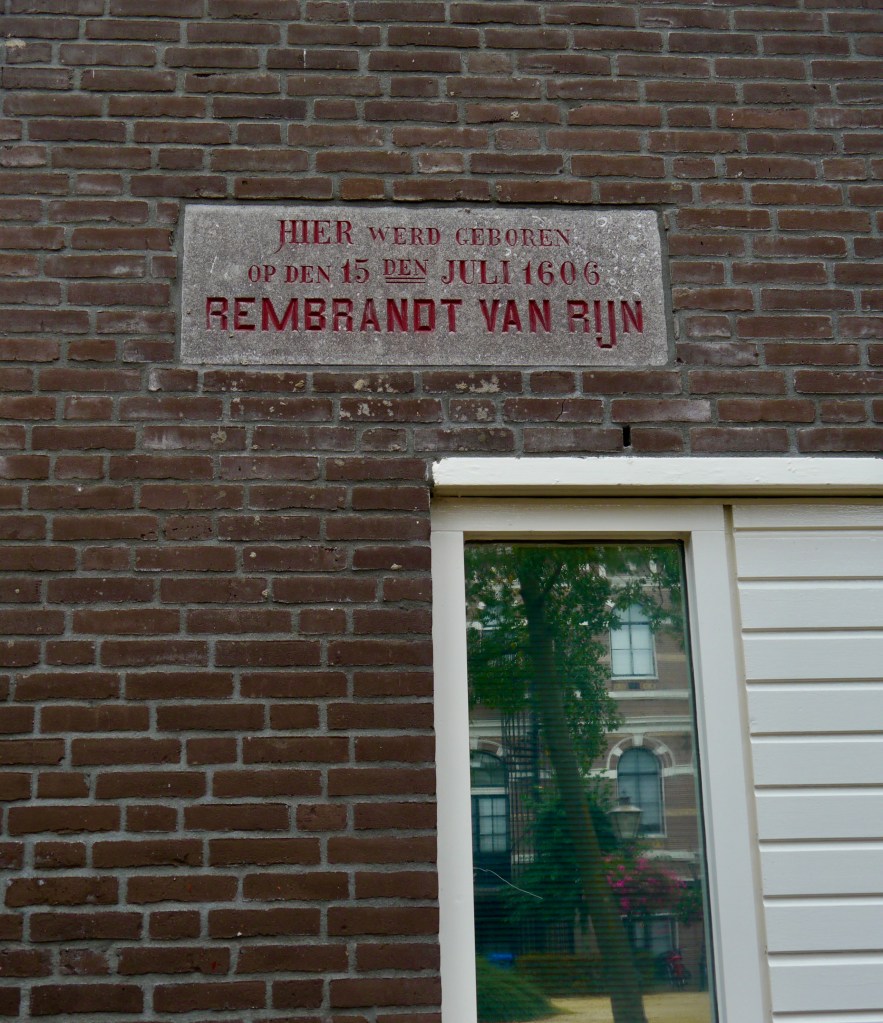 HIER WERD GEBOREN
OP DEN 15 DEN JULI 1606
REMBRANDT VAN RIJN